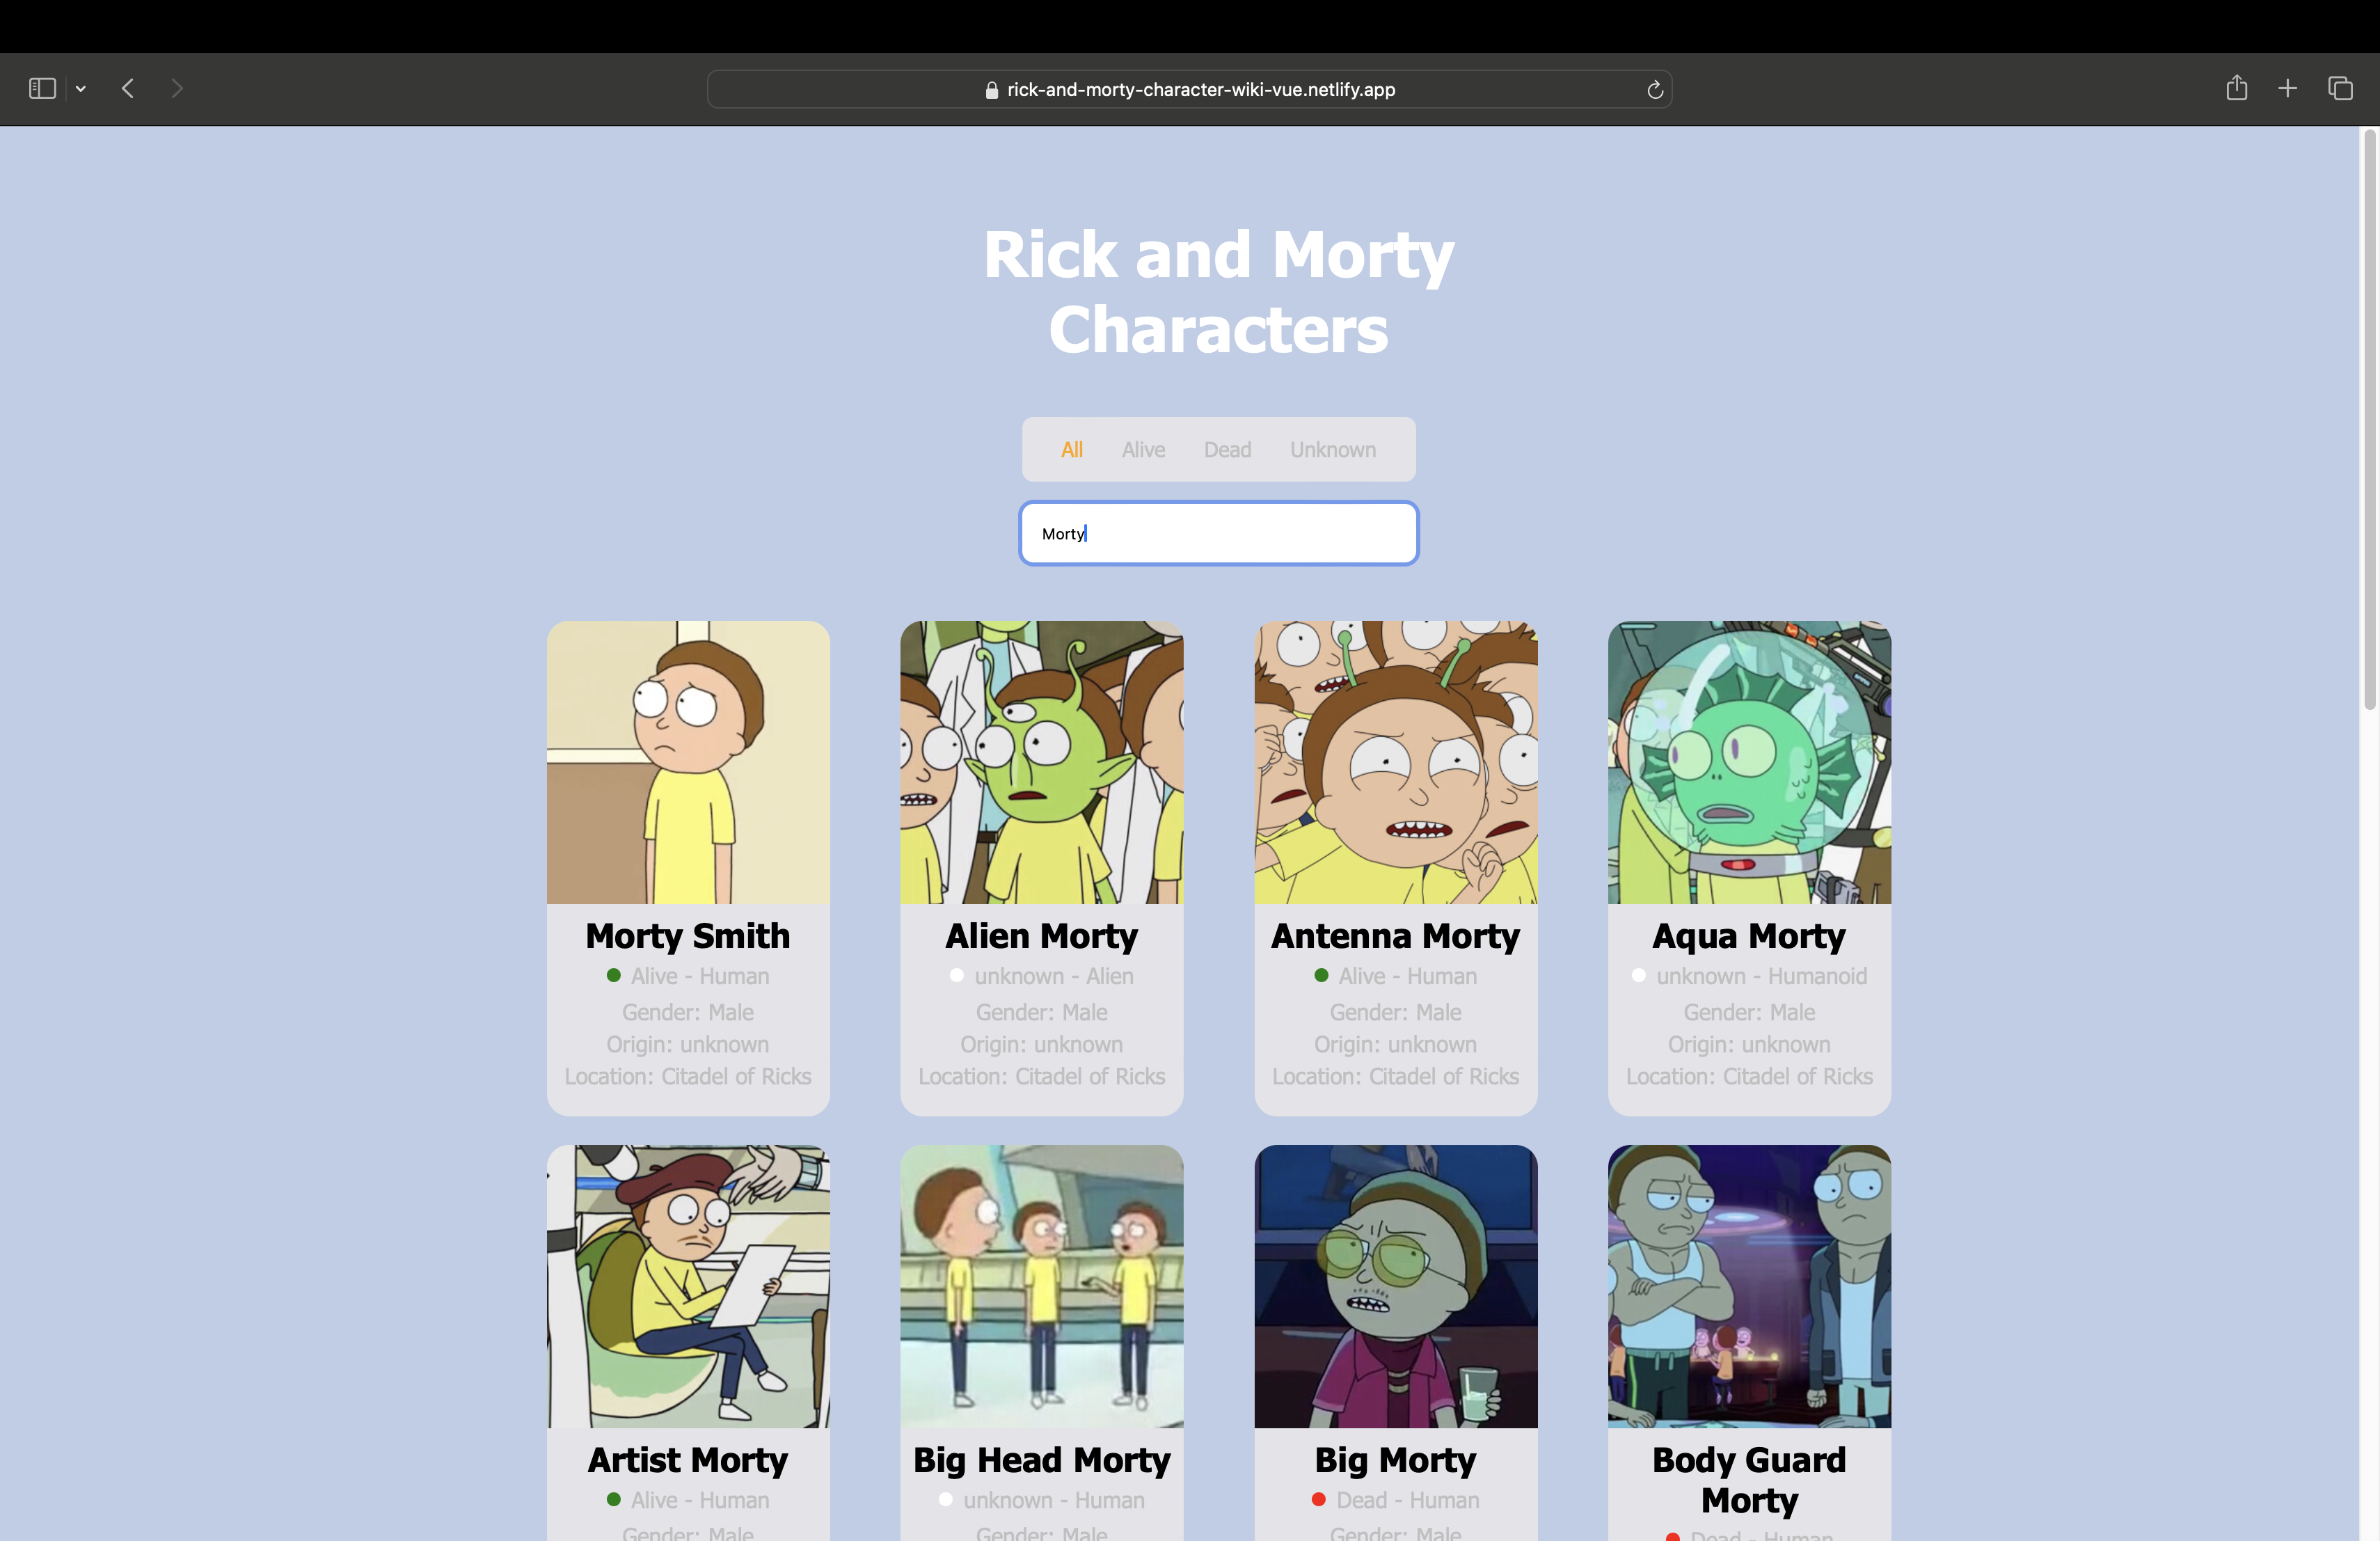 rick-and-morty-character-wiki-vue.netlify.app
Rick and Morty
Characters
All Alive Dead Unknown
Morty
Morty Smith
Alive - Human
Gender: Male
Origin: unknown
Location: Citadel of Ricks
Alien Morty
unknown - Alien
Gender: Male
Origin: unknown
Location: Citadel of Ricks
Antenna Morty
Alive - Human
Gender: Male
Origin: unknown
Location: Citadel of Ricks
Aqua Morty
unknown - Humanoid
Gender: Male
Origin: unknown
Location: Citadel of Ricks
Artist Morty
Alive - Human
Gender: Male
Big Head Morty
unknown - Human
Gender: Male
Big Morty
Dead - Human
Gender: Male
Body Guard
Morty
Dead - Human